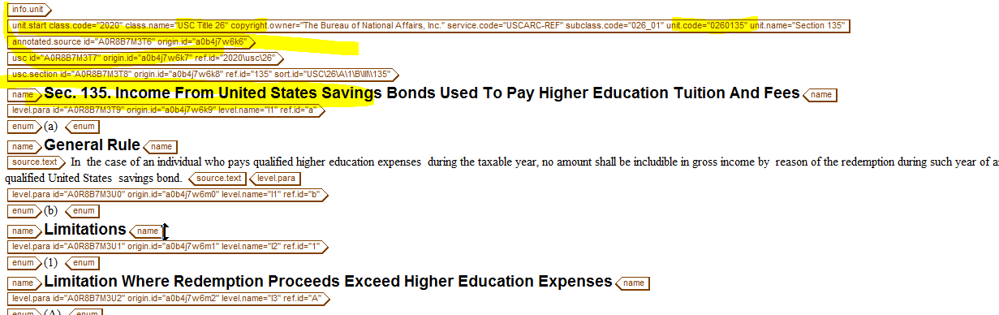 info.unit
unit.start class.code="2020" class.name="USC Title 26" copyright.owner="The Bureau of National Affairs, Inc." service.code="USCARC-REF" subclass.code="026_01" unit.code="0260135" unit.name="Section 135"
annotated.source id="A0R8B7M3T6" origin.id="a0b4j7w6k6"
usc id="A0R8B7M3T7" origin.id="a0b4j7w6k7" ref.id="2020\usc\26"
usc.section id="A0R8B7M3T8" origin.id="a0b4j7w6k8" ref.id="135" sort.id="USC\26\A\1\B\III\\135"
name Sec. 135. Income From United States Savings Bonds Used To Pay Higher Education Tuition And Fees name
level.para id="A0R8B7M3T9" origin.id="a0b4j7w6k9" level.name="l1" ref.id="a"
enum (a) enum
name General Rule name
source.text In the case of an individual who pays qualified higher education expenses during the taxable year, no amount shall be includible in gross income by reason of the redemption during such year of a
qualified United States savings bond. source.text level.para
level.para id="A0R8B7M3U0" origin.id="a0b4j7w6m0" level.name="l1" ref.id="b"
enum (b) enum
name Limitations name
level.para id="A0R8B7M3U1" origin.id="a0b4j7w6m1" level.name="l2" ref.id="1"
enum (1) enum
name Limitation Where Redemption Proceeds Exceed Higher Education Expenses name
level.para id="A0R8B7M3U2" origin.id="a0b4j7w6m2" level.name="l3" ref.id="A"
enum (A) enum